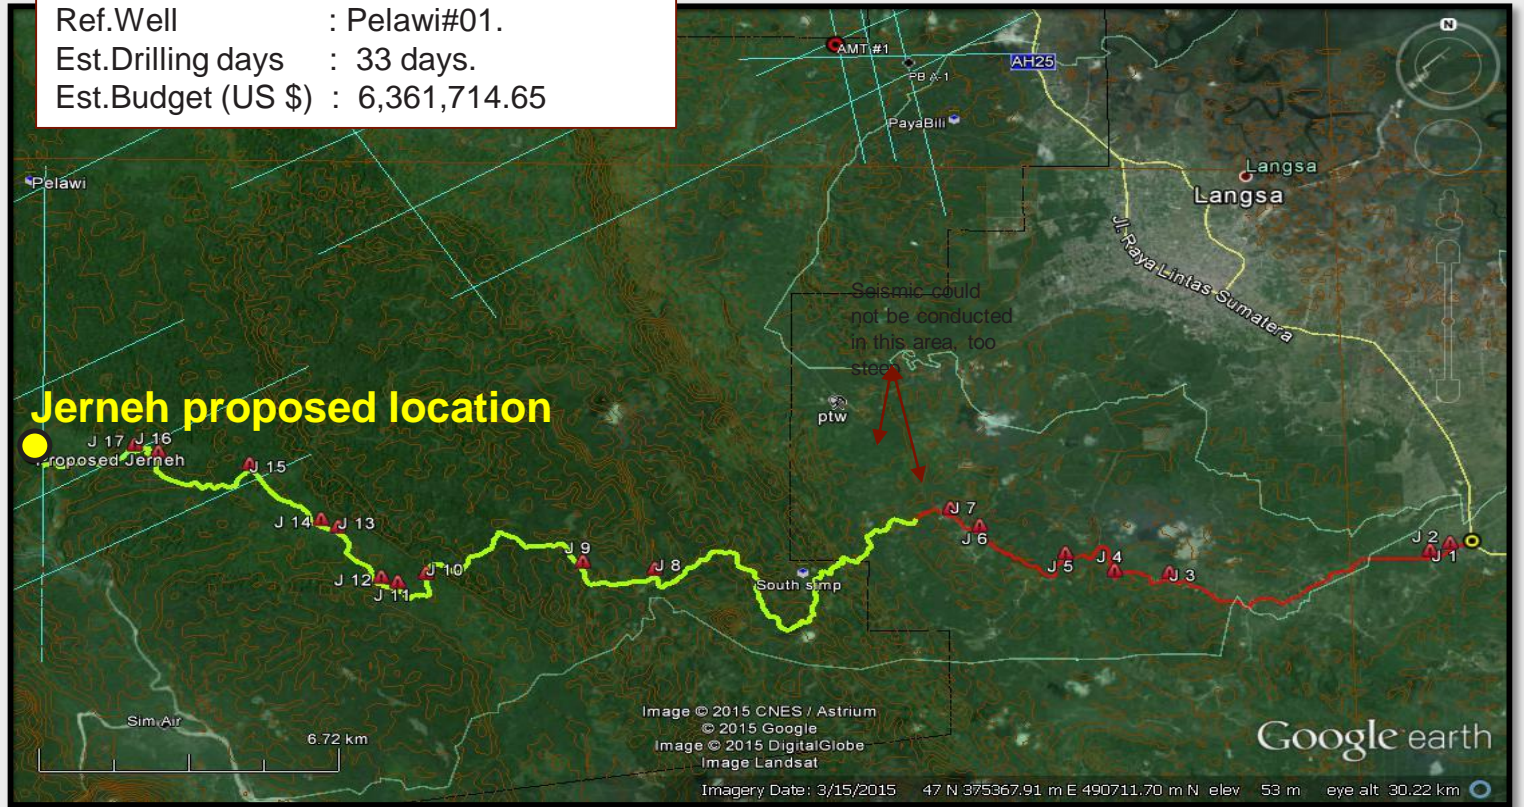 Ref.Well : Pelawi#01.
Est.Drilling days : 33 days.
Est.Budget (US $) : 6,361,714.65
N
AMT #1
AH25
PB A-1
PayaBili
Langsa
Langsa
Pelawi
Jl. Raya Lintas Sumatera
Seismic could
not be conducted
in this area, too
steep
Jerneh proposed location
ptw
J 17
J 16
Proposed Jerneh
J 15
J 14
J 13
J 12
J 11
J 10
J 9
J 8
South simp
J 7
J 6
J 5
J 4
J 3
J 2
J 1
Sim Air
6.72 km
Image © 2015 CNES / Astrium
© 2015 Google
Image © 2015 DigitalGlobe
Image Landsat
Google earth
Imagery Date: 3/15/2015 47 N 375367.91 m E 490711.70 m N elev 53 m eye alt 30.22 km